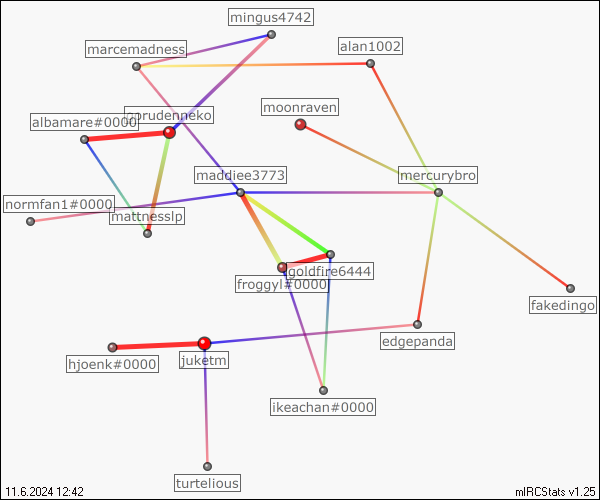 mingus4742
marcemadness
alan1002
moonraven
albamare#0000
prudenneko
maddiee3773
mercurybro
normfan1#0000
mattnesslp
goldfire6444
froggyl#0000
fakedingo
edgepanda
hjoenk#0000
juketm
ikeachan#0000
turtelious
11.6.2024 12:42
mIRCStats v1.25